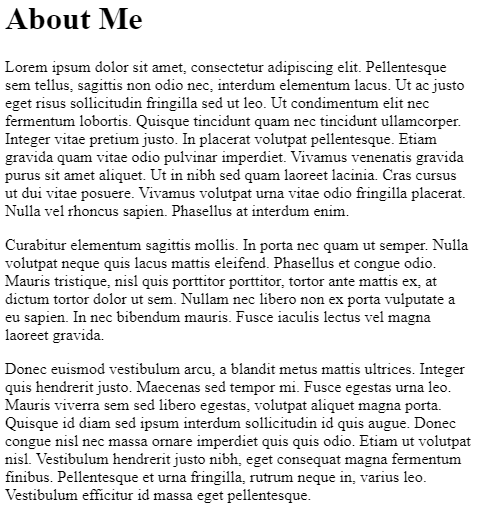 About Me
Lorem ipsum dolor sit amet, consectetur adipiscing elit. Pellentesque
sem tellus, sagittis non odio nec, interdum elementum lacus. Ut ac justo
eget risus sollicitudin fringilla sed ut leo. Ut condimentum elit nec
fermentum lobortis. Quisque tincidunt quam nec tincidunt ullamcorper.
Integer vitae pretium justo. In placerat volutpat pellentesque. Etiam
gravida quam vitae odio pulvinar imperdiet. Vivamus venenatis gravida
purus sit amet aliquet. Ut in nibh sed quam laoreet lacinia. Cras cursus
ut dui vitae posuere. Vivamus volutpat urna vitae odio fringilla placerat.
Nulla vel rhoncus sapien. Phasellus at interdum enim.
Curabitur elementum sagittis mollis. In porta nec quam ut semper. Nulla
volutpat neque quis lacus mattis eleifend. Phasellus et congue odio.
Mauris tristique, nisl quis porttitor porttitor, tortor ante mattis ex, at
dictum tortor dolor ut sem. Nullam nec libero non ex porta vulputate a
eu sapien. In nec bibendum mauris. Fusce iaculis lectus vel magna
laoreet gravida.
Donec euismod vestibulum arcu, a blandit metus mattis ultrices. Integer
quis hendrerit justo. Maecenas sed tempor mi. Fusce egestas urna leo.
Mauris viverra sem sed libero egestas, volutpat aliquet magna porta.
Quisque id diam sed ipsum interdum sollicitudin id quis augue. Donec
congue nisl nec massa ornare imperdiet quis quis odio. Etiam ut volutpat
nisl. Vestibulum hendrerit justo nibh, eget consequat magna fermentum
finibus. Pellentesque et urna fringilla, rutrum neque in, varius leo.
Vestibulum efficitur id massa eget pellentesque.